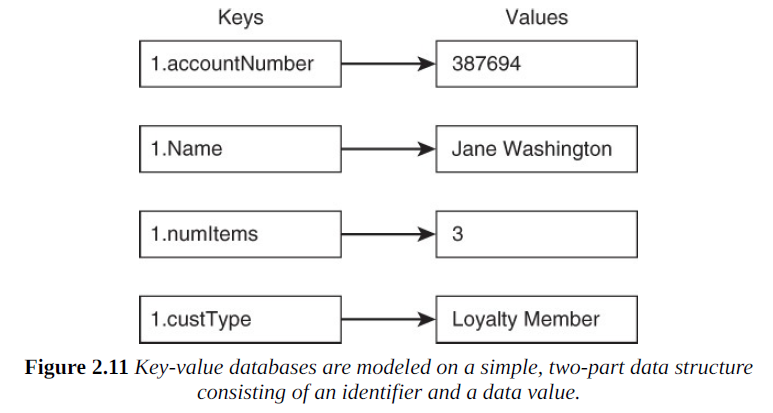 Keys Values
1.accountNumber 387694
1.Name Jane Washington
1.numItems 3
1.custType Loyalty Member
Figure 2.11 Key-value databases are modeled on a simple, two-part data structure
consisting of an identifier and a data value.